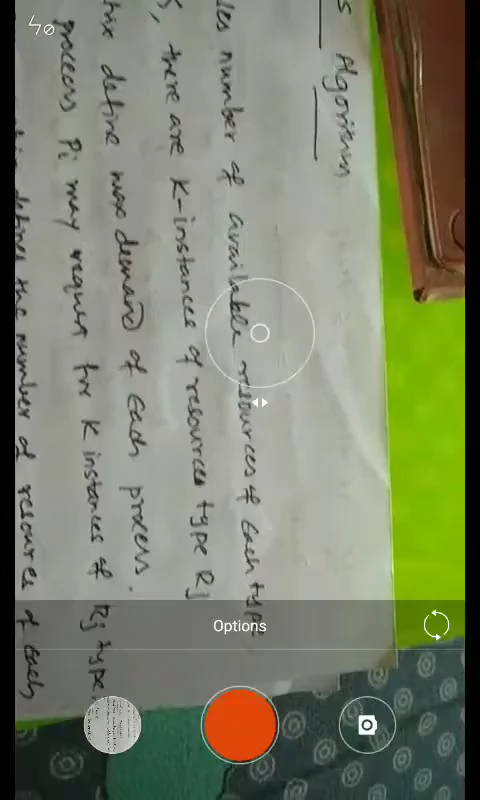 s Algorithm
des number of available resources of each type
s, there are K-instances of resources type Rj
trix define max demand of each process.
process Pi may request for K instances of Rj type.
define the number of resources of each
Options